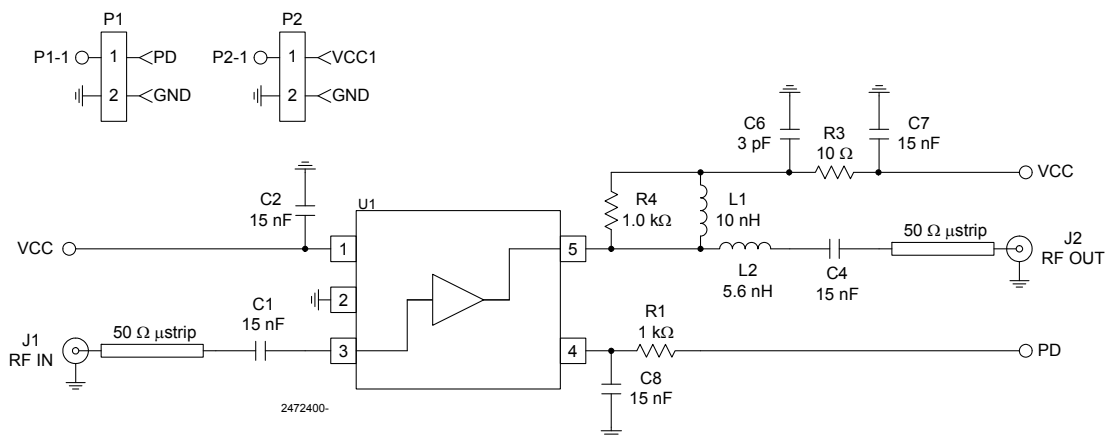 P1
P2
P1-1
1
PD
P2-1
1
VCC1
2
GND
2
GND
C6
3 pF
R3
10 Ω
C7
15 nF
VCC
C2
15 nF
U1
R4
1.0 kΩ
L1
10 nH
VCC
1
5
L2
5.6 nH
C4
15 nF
50 Ω µstrip
J2
RF OUT
2
J1
RF IN
50 Ω µstrip
C1
15 nF
3
4
R1
1 kΩ
PD
C8
15 nF
2472400-